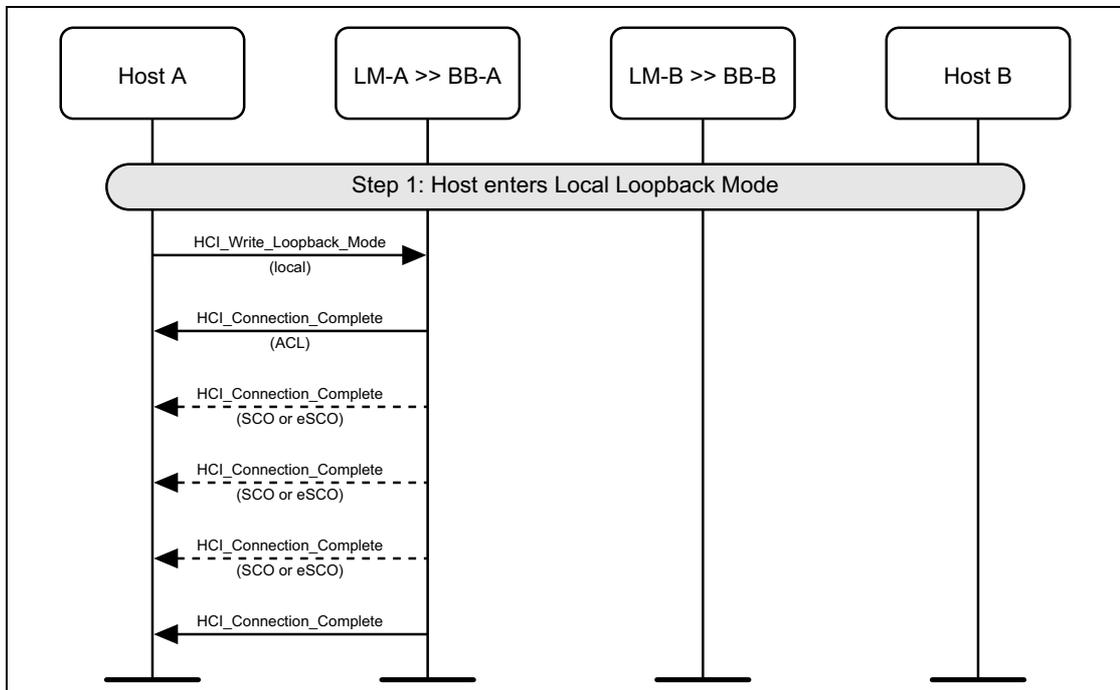 Host A
LM-A >> BB-A
LM-B >> BB-B
Host B
Step 1: Host enters Local Loopback Mode
HCI_Write_Loopback_Mode
(local)
HCI_Connection_Complete
(ACL)
HCI_Connection_Complete
(SCO or eSCO)
HCI_Connection_Complete
(SCO or eSCO)
HCI_Connection_Complete
(SCO or eSCO)
HCI_Connection_Complete